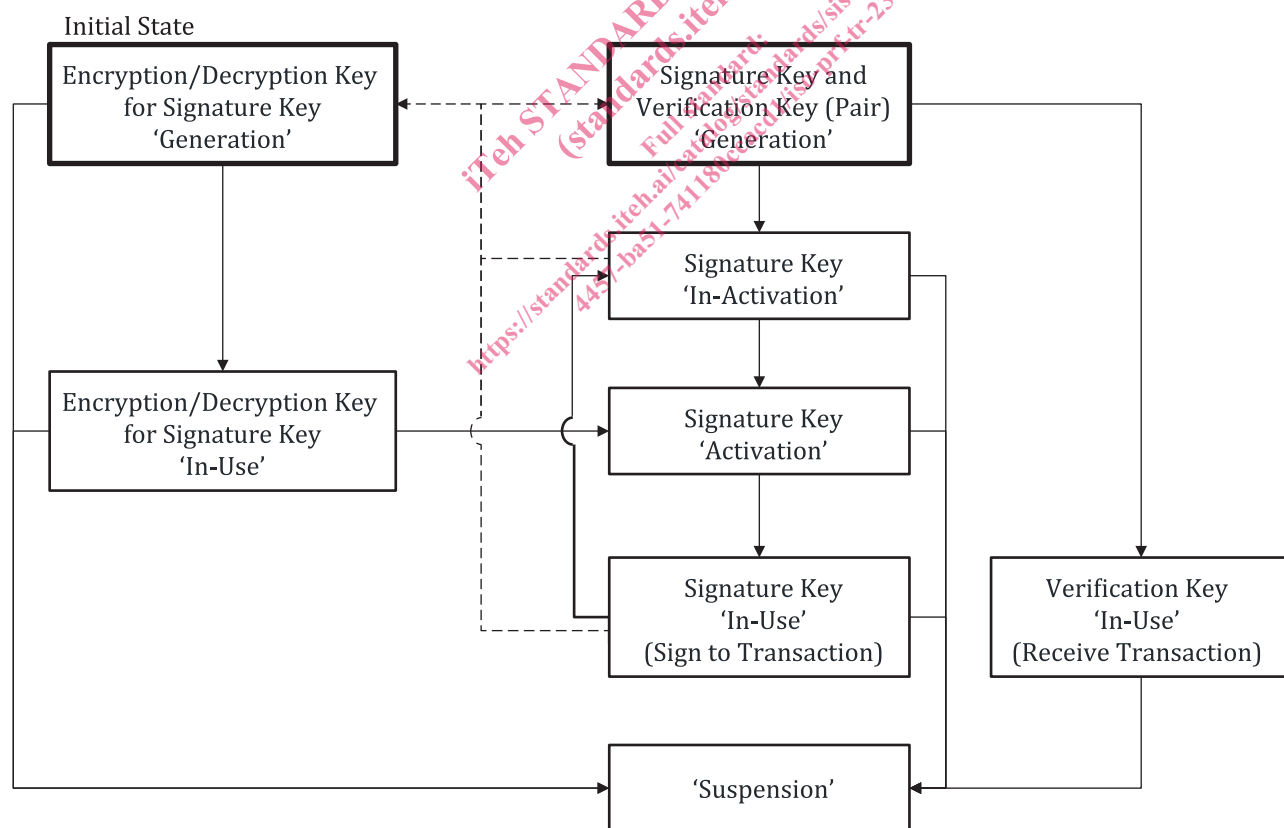 Initial State
Encryption/Decryption Key
for Signature Key
‘Generation’
Signature Key and
Verification Key (Pair)
‘Generation’
Signature Key
‘In-Activation’
Encryption/Decryption Key
for Signature Key
‘In-Use’
Signature Key
‘Activation’
Signature Key
‘In-Use’
(Sign to Transaction)
Verification Key
‘In-Use’
(Receive Transaction)
‘Suspension’
iTeh STANDARD
(standards.ite
Full standard:
https://standards.iteh.ai/catalog/standards/sis